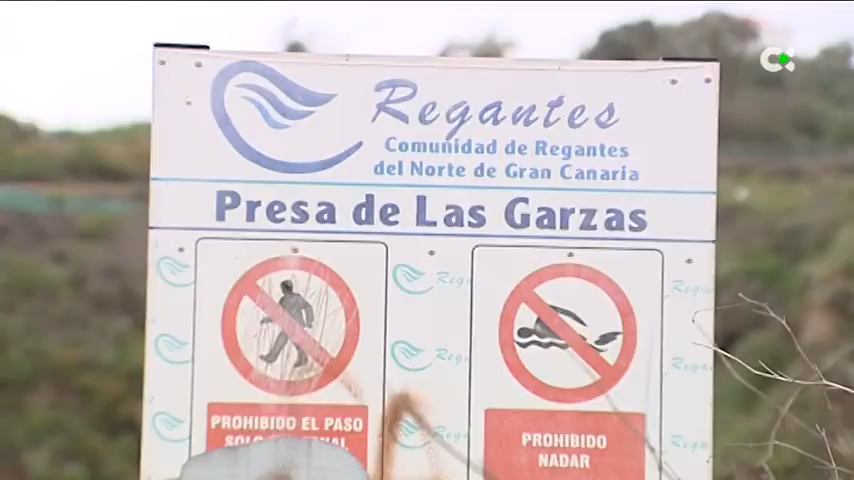 Regantes
Comunidad de Regantes
del Norte de Gran Canaria
Presa de Las Garzas
PROHIBIDO EL PASO
PROHIBIDO
NADAR